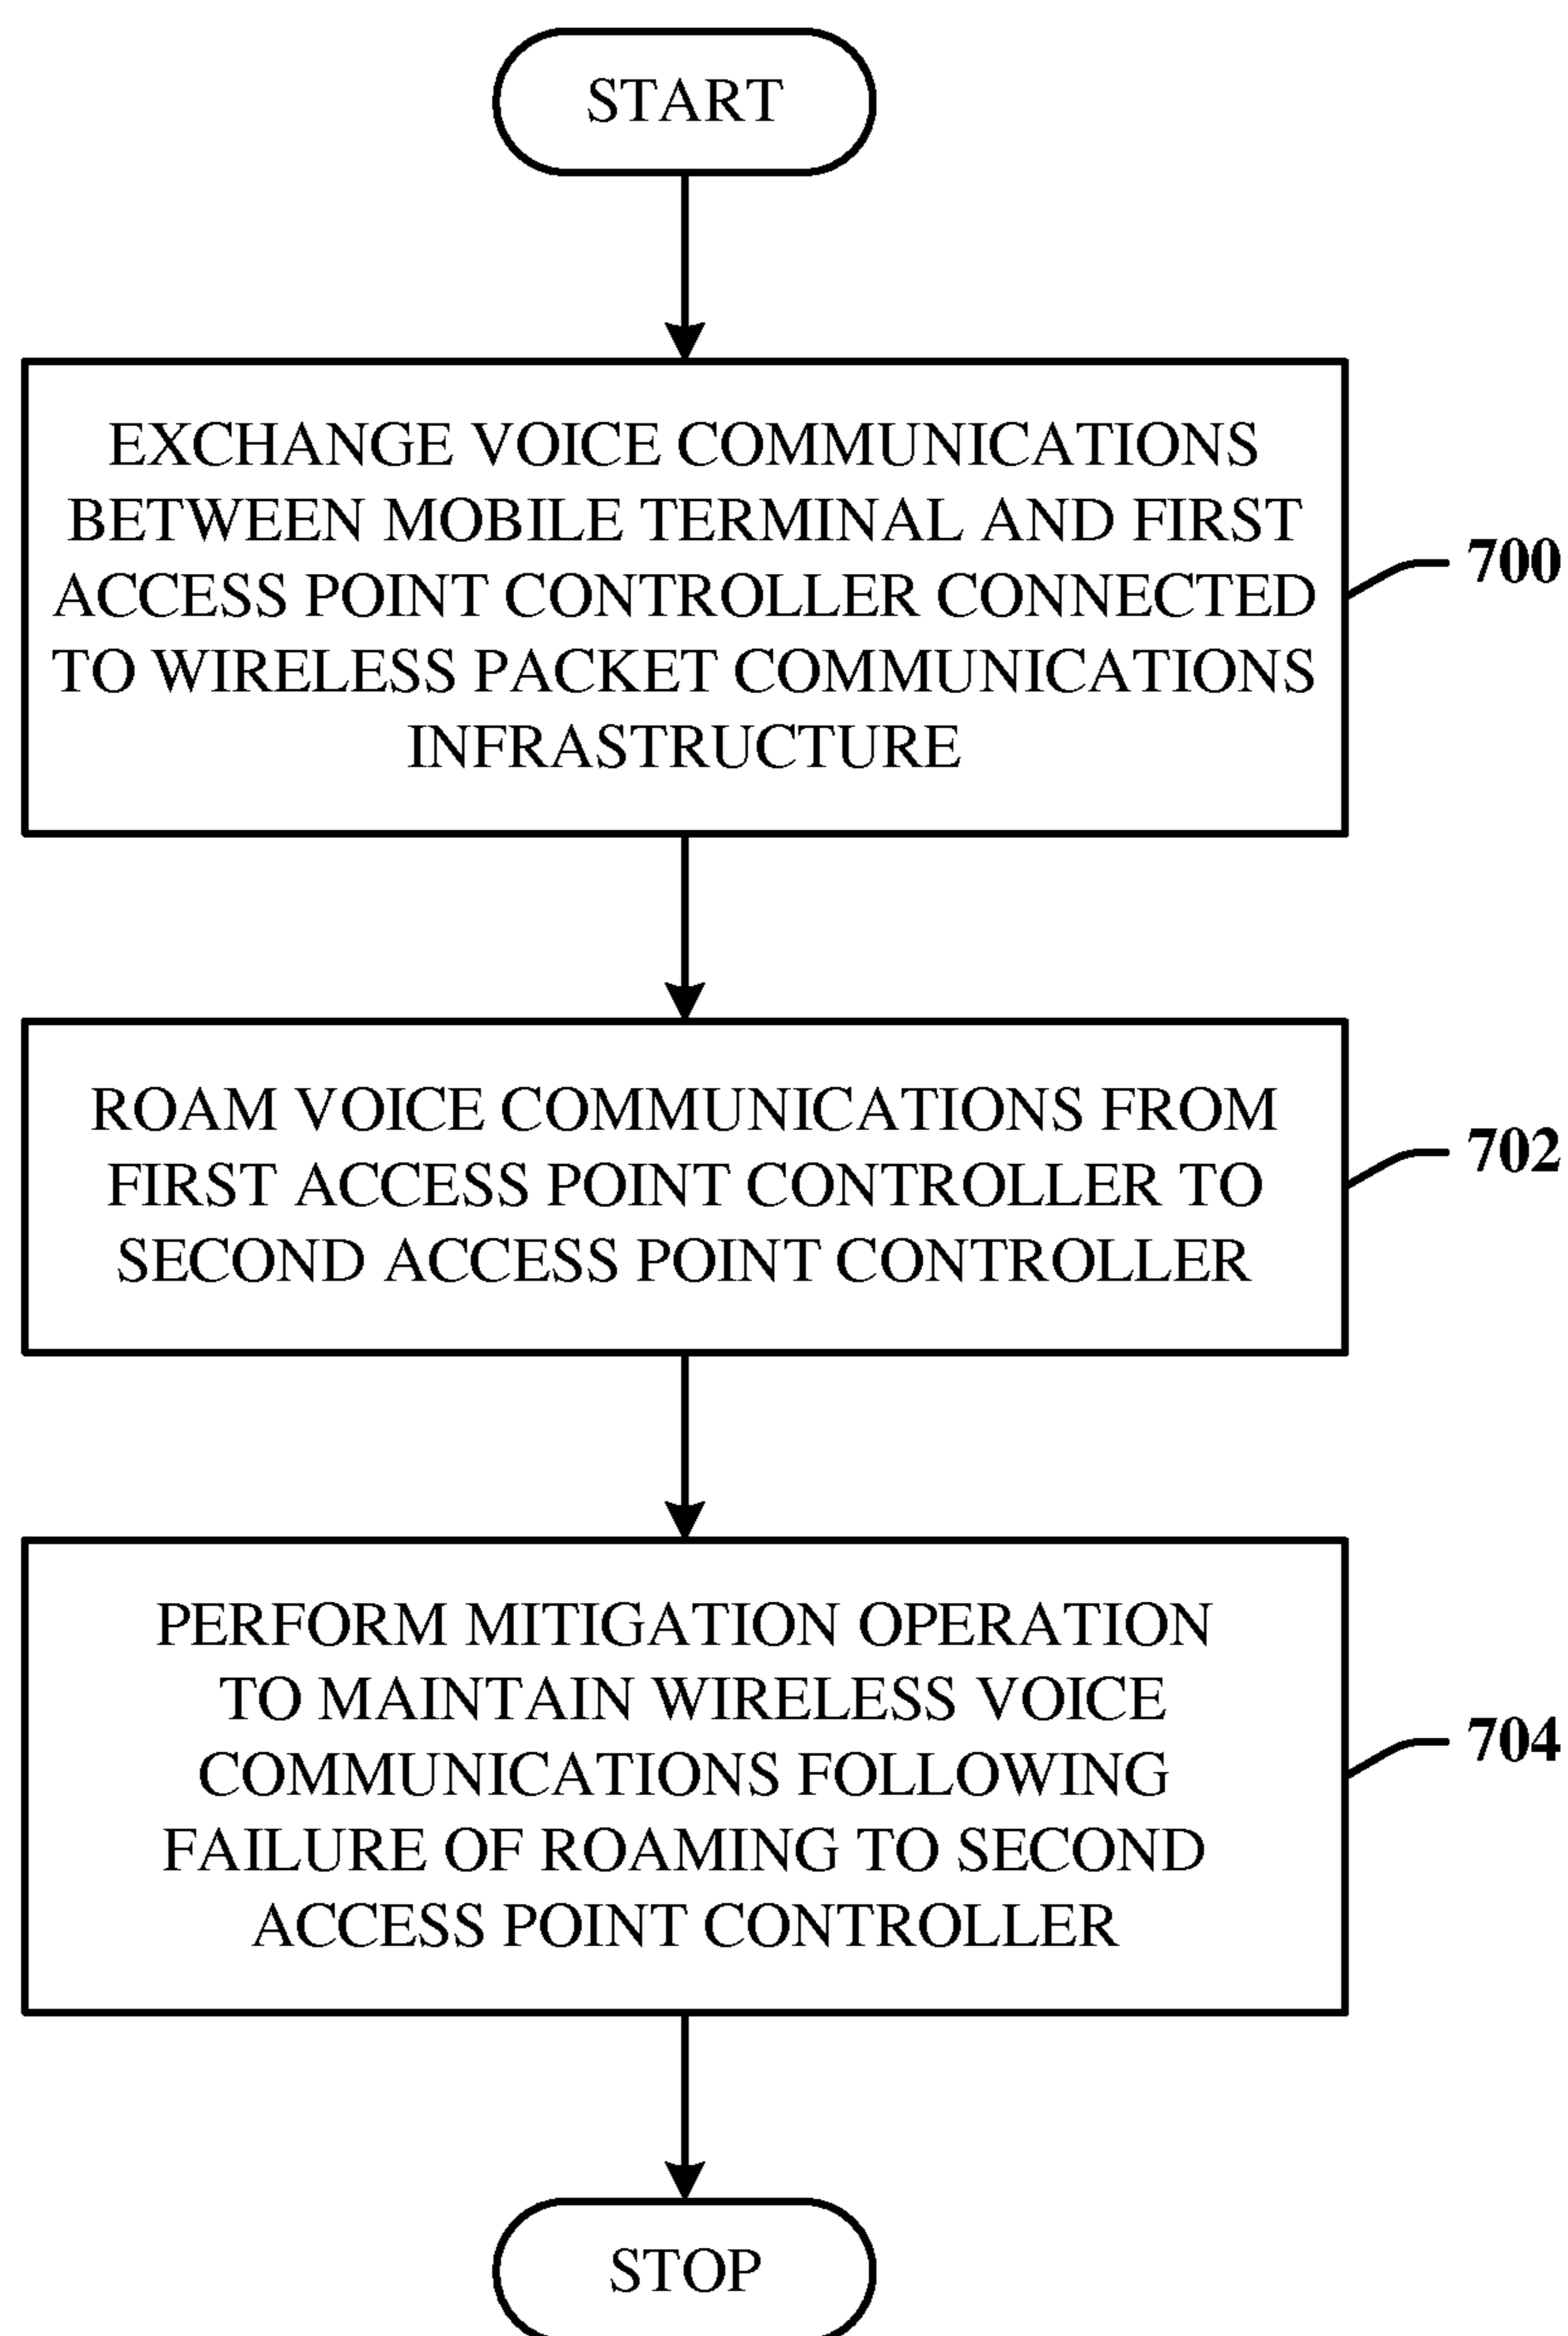 START
EXCHANGE VOICE COMMUNICATIONS
BETWEEN MOBILE TERMINAL AND FIRST
ACCESS POINT CONTROLLER CONNECTED
TO WIRELESS PACKET COMMUNICATIONS
INFRASTRUCTURE
700
ROAM VOICE COMMUNICATIONS FROM
FIRST ACCESS POINT CONTROLLER TO
SECOND ACCESS POINT CONTROLLER
702
PERFORM MITIGATION OPERATION
TO MAINTAIN WIRELESS VOICE
COMMUNICATIONS FOLLOWING
FAILURE OF ROAMING TO SECOND
ACCESS POINT CONTROLLER
704
STOP